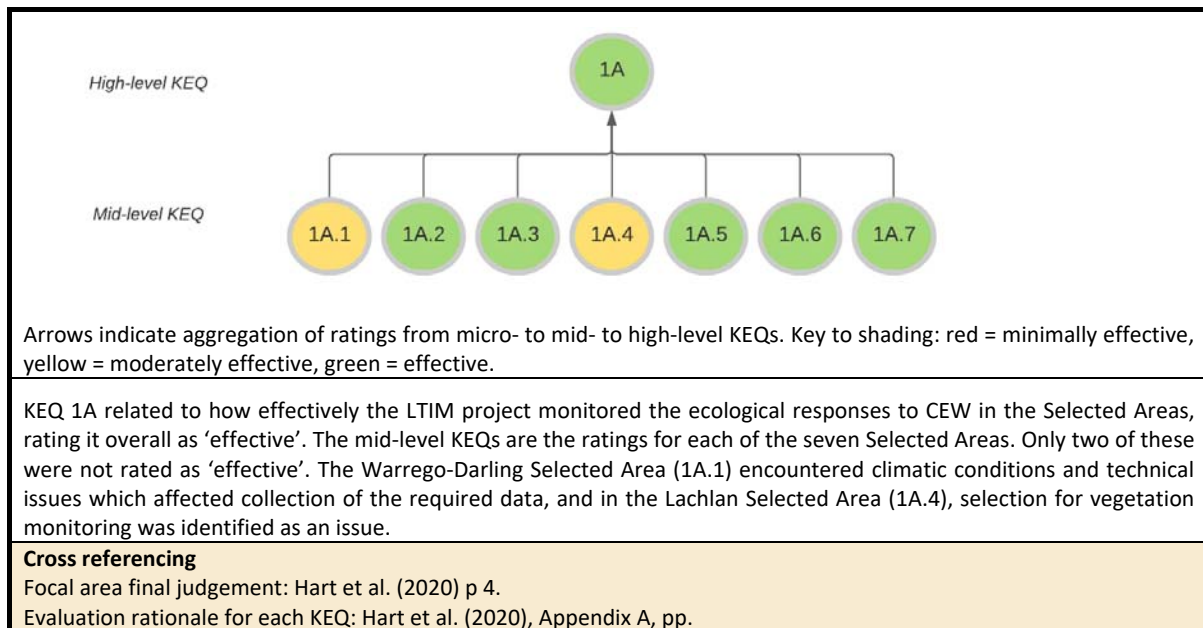 1A
High-level KEQ
Mid-level KEQ
1A.1 1A.2 1A.3 1A.4 1A.5 1A.6 1A.7
Arrows indicate aggregation of ratings from micro- to mid- to high-level KEQs. Key to shading: red = minimally effective,
yellow = moderately effective, green = effective.
KEQ 1A related to how effectively the LTIM project monitored the ecological responses to CEW in the Selected Areas,
rating it overall as ‘effective’. The mid-level KEQs are the ratings for each of the seven Selected Areas. Only two of these
were not rated as ‘effective’. The Warrego-Darling Selected Area (1A.1) encountered climatic conditions and technical
issues which affected collection of the required data, and in the Lachlan Selected Area (1A.4), selection for vegetation
monitoring was identified as an issue.
Cross referencing
Focal area final judgement: Hart et al. (2020) p 4.
Evaluation rationale for each KEQ: Hart et al. (2020), Appendix A, pp.